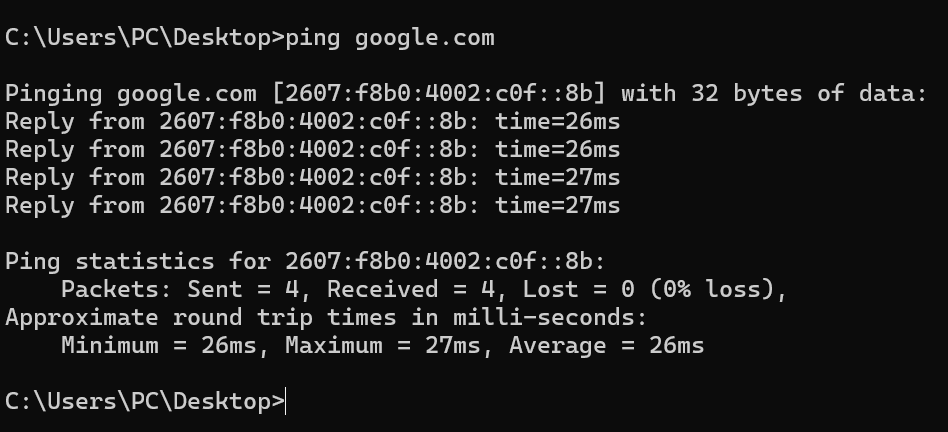 C:\Users\PC\Desktop>ping google.com
Pinging google.com [2607:f8b0:4002:c0f::8b] with 32 bytes of data:
Reply from 2607:f8b0:4002:c0f::8b: time=26ms
Reply from 2607:f8b0:4002:c0f::8b: time=26ms
Reply from 2607:f8b0:4002:c0f::8b: time=27ms
Reply from 2607:f8b0:4002:c0f::8b: time=27ms
Ping statistics for 2607:f8b0:4002:c0f::8b:
    Packets: Sent = 4, Received = 4, Lost = 0 (0% loss),
Approximate round trip times in milli-seconds:
    Minimum = 26ms, Maximum = 27ms, Average = 26ms
C:\Users\PC\Desktop>